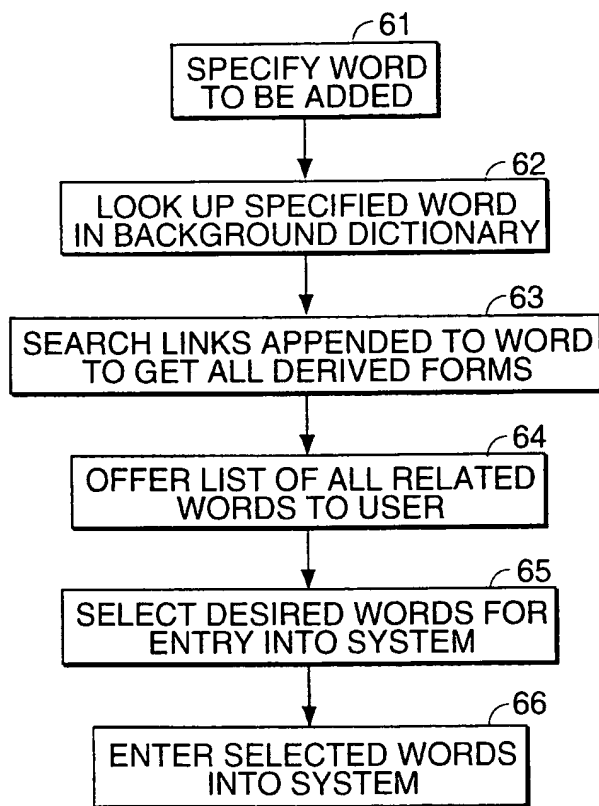 61
SPECIFY WORD
TO BE ADDED
62
LOOK UP SPECIFIED WORD
IN BACKGROUND DICTIONARY
63
SEARCH LINKS APPENDED TO WORD
TO GET ALL DERIVED FORMS
64
OFFER LIST OF ALL RELATED
WORDS TO USER
65
SELECT DESIRED WORDS FOR
ENTRY INTO SYSTEM
66
ENTER SELECTED WORDS
INTO SYSTEM